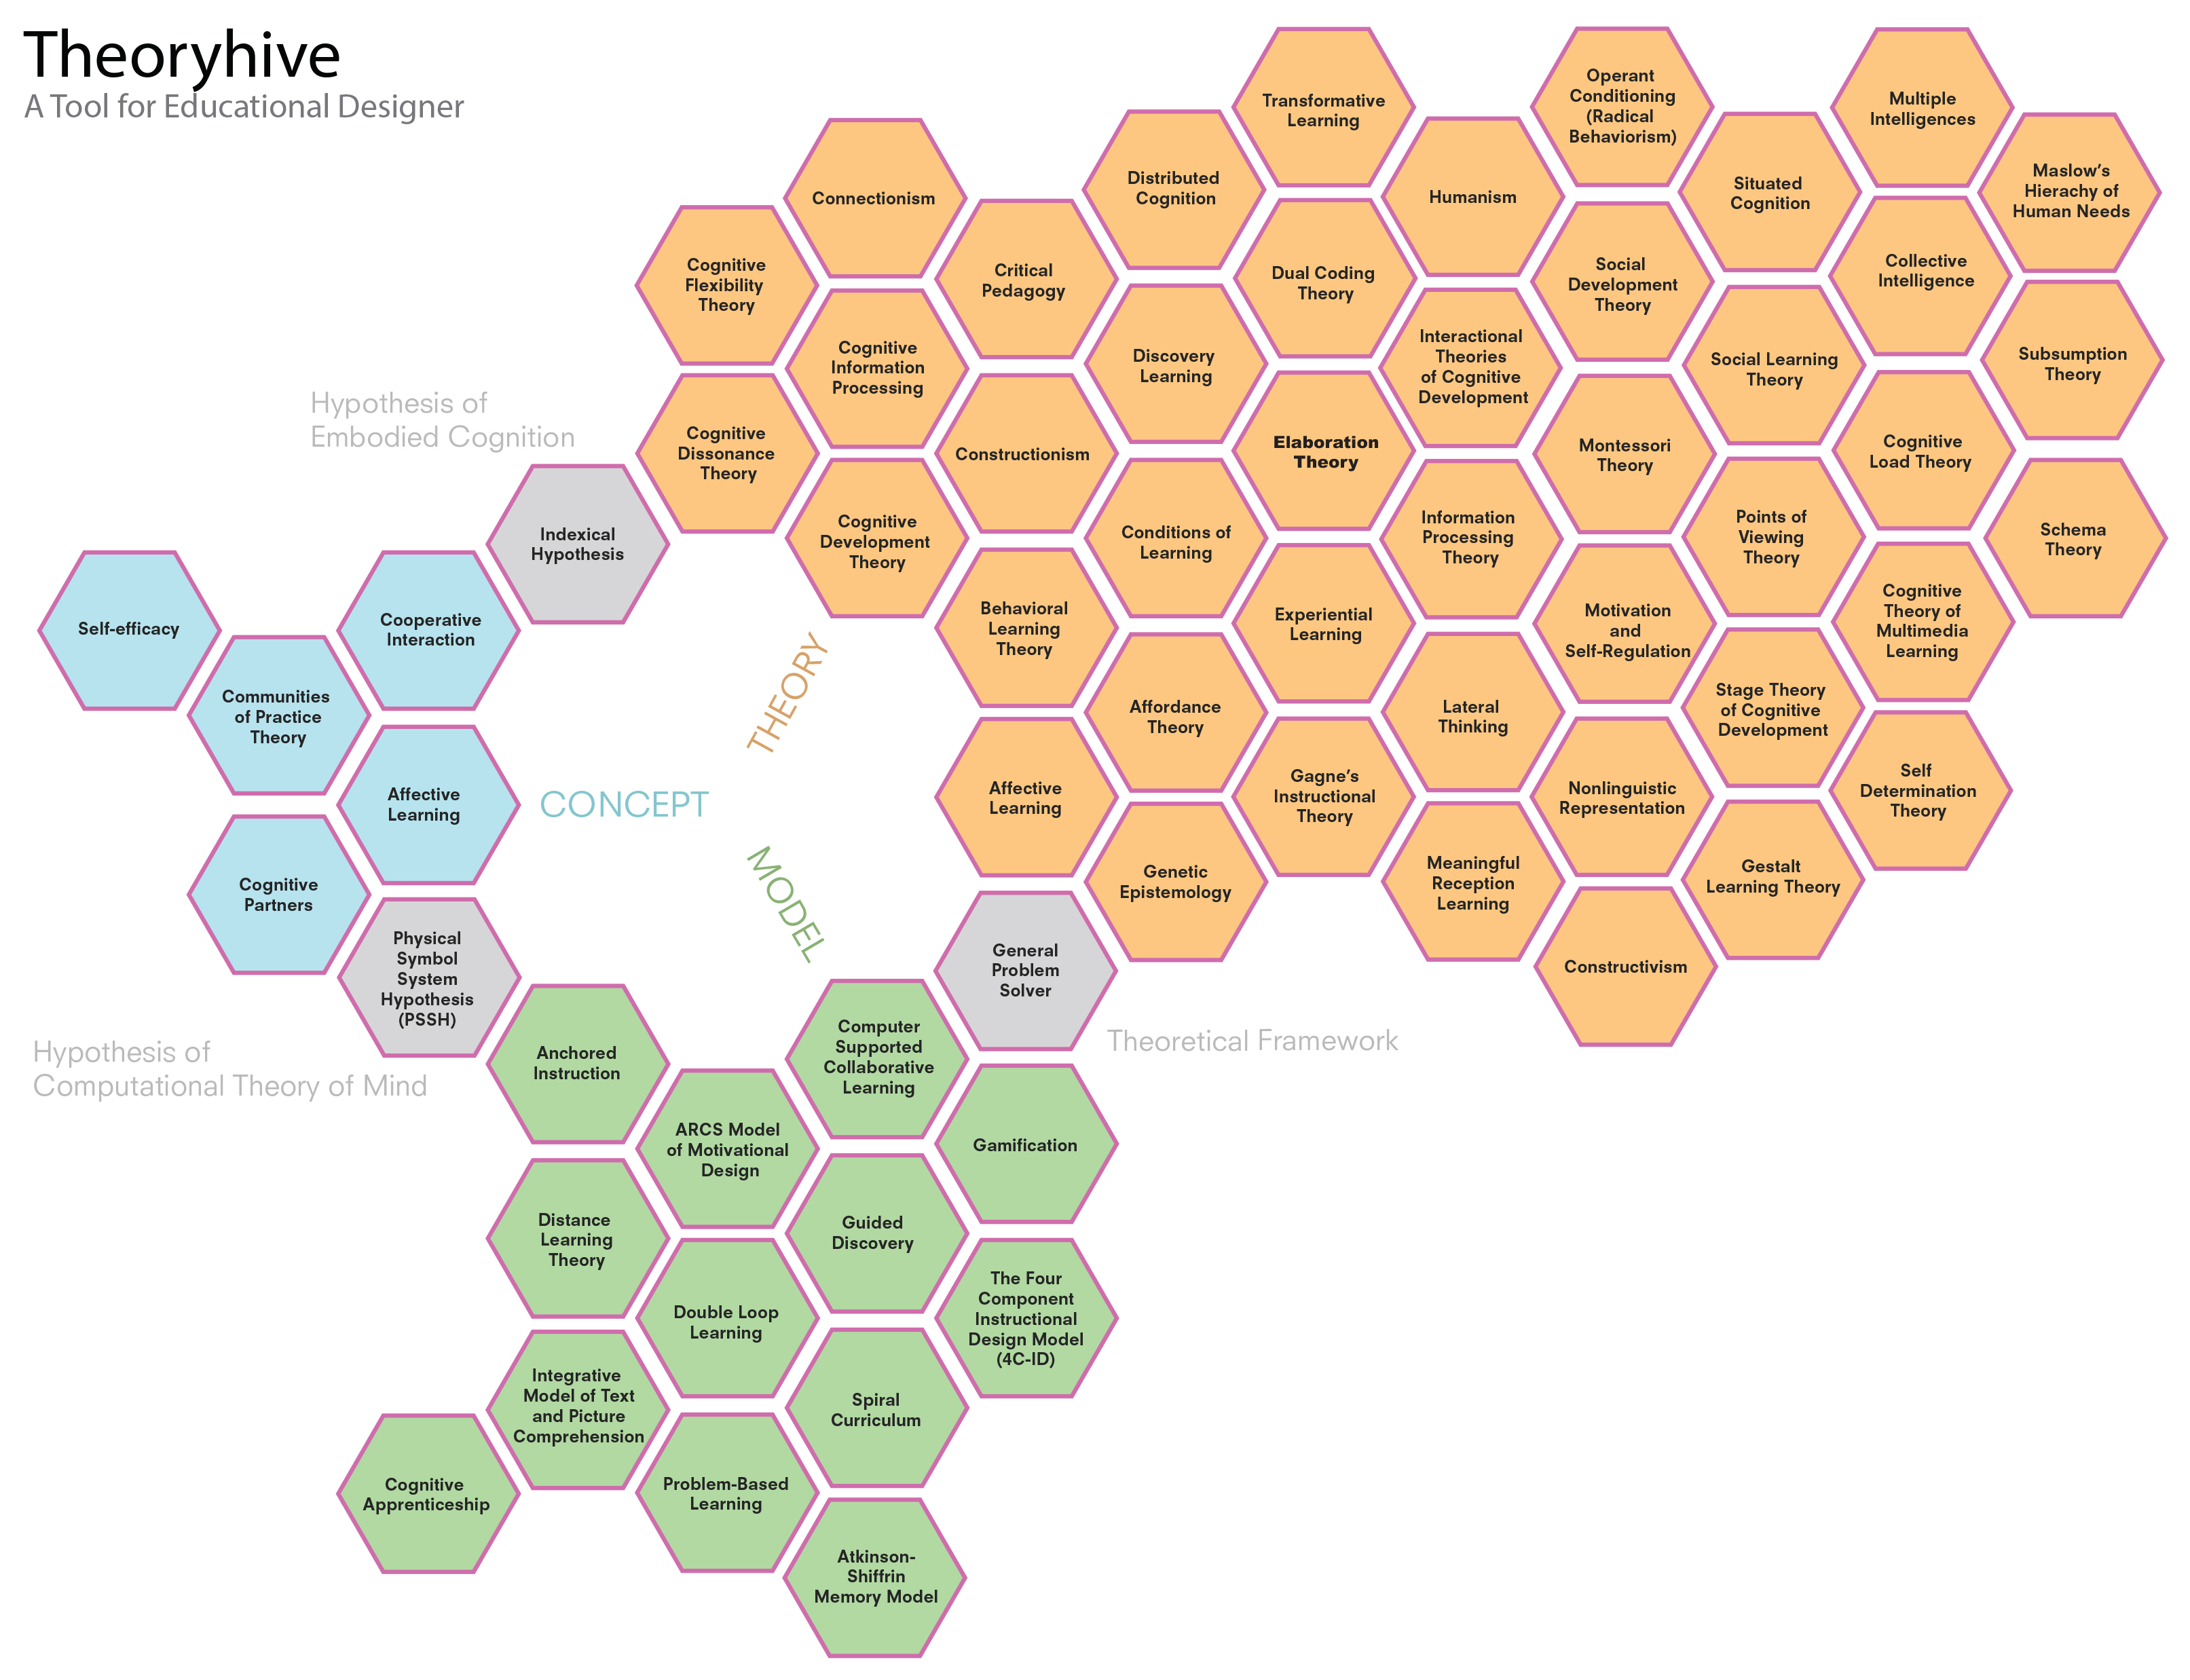 Theoryhive
A Tool for Educational Designer
Transformative
Learning
Operant
Conditioning
(Radical
Behaviorism)
Multiple
Intelligences
Connectionism
Distributed
Cognition
Humanism
Situated
Cognition
Maslow's
Hierachy of
Human Needs
Cognitive
Flexibility
Theory
Critical
Pedagogy
Dual Coding
Theory
Social
Development
Theory
Collective
Intelligence
Cognitive
Information
Processing
Discovery
Learning
Interactional
Theories
of Cognitive
Development
Social Learning
Theory
Subsumption
Theory
Hypothesis of
Embodied Cognition
Cognitive
Dissonance
Theory
Constructionism
Elaboration
Theory
Montessori
Theory
Cognitive
Load Theory
Indexical
Hypothesis
Cognitive
Development
Theory
Conditions of
Learning
Information
Processing
Theory
Points of
Viewing
Theory
Schema
Theory
Self-efficacy
Cooperative
Interaction
Behavioral
Learning
Theory
Experiential
Learning
Motivation
and
Self-Regulation
Cognitive
Theory of
Multimedia
Learning
Communities
of Practice
Theory
THEORY
Affordance
Theory
Lateral
Thinking
Stage Theory
of Cognitive
Development
Affective
Learning
CONCEPT
Affective
Learning
Gagne's
Instructional
Theory
Nonlinguistic
Representation
Self
Determination
Theory
Cognitive
Partners
MODEL
Genetic
Epistemology
Meaningful
Reception
Learning
Gestalt
Learning Theory
Physical
Symbol
System
Hypothesis
(PSSH)
General
Problem
Solver
Constructivism
Hypothesis of
Computational Theory of Mind
Anchored
Instruction
Computer
Supported
Collaborative
Learning
Theoretical Framework
ARCS Model
of Motivational
Design
Gamification
Distance
Learning
Theory
Guided
Discovery
Double Loop
Learning
The Four
Component
Instructional
Design Model
(4C-ID)
Integrative
Model of Text
and Picture
Comprehension
Spiral
Curriculum
Cognitive
Apprenticeship
Problem-Based
Learning
Atkinson-
Shiffrin
Memory Model